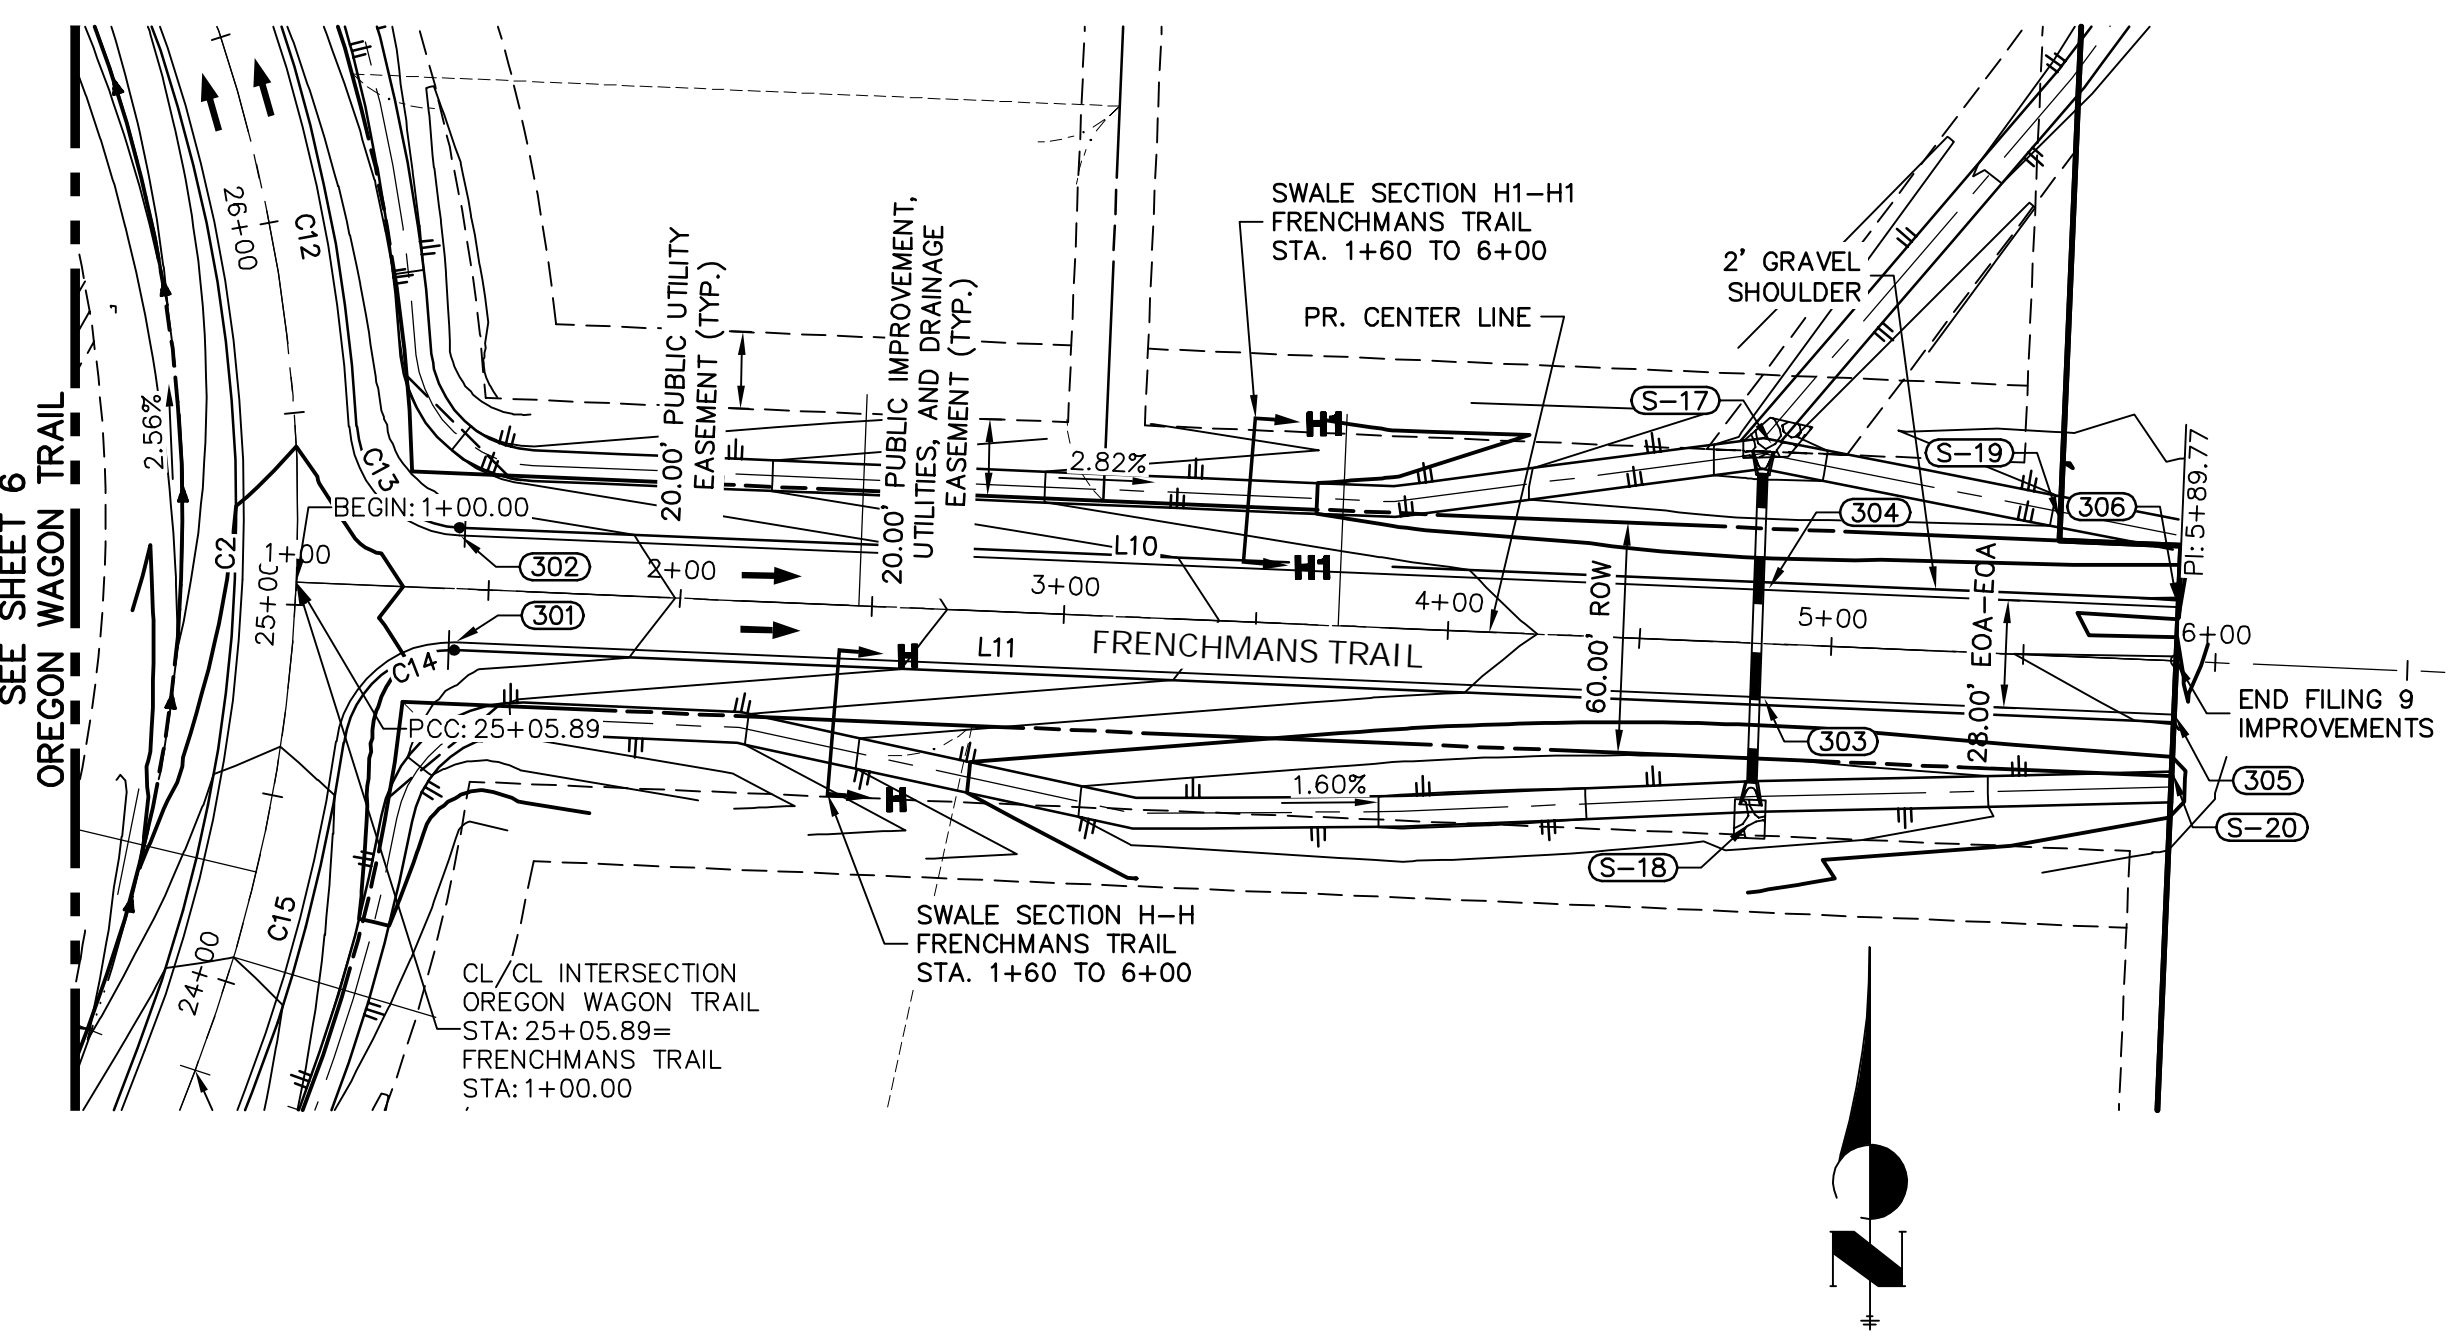 SEE SHEET 6
OREGON WAGON TRAIL
2.56%
26+00
C12
C2
25+00
24+00
C15
C13
C14
BEGIN: 1+00.00
1+00
PCC: 25+05.89
302
301
2+00
20.00' PUBLIC UTILITY
EASEMENT (TYP.)
20.00' PUBLIC IMPROVEMENT,
UTILITIES, AND DRAINAGE
EASEMENT (TYP.)
2.82%
SWALE SECTION H1-H1
FRENCHMANS TRAIL
STA. 1+60 TO 6+00
PR. CENTER LINE
H1
H1
L10
3+00
4+00
5+00
6+00
L11
FRENCHMANS TRAIL
H
H
60.00' ROW
1.60%
2' GRAVEL
SHOULDER
S-17
S-19
304
306
303
28.00' EOA-EOA
PI: 5+89.77
END FILING 9
IMPROVEMENTS
305
S-20
S-18
SWALE SECTION H-H
FRENCHMANS TRAIL
STA. 1+60 TO 6+00
CL/CL INTERSECTION
OREGON WAGON TRAIL
STA: 25+05.89=
FRENCHMANS TRAIL
STA: 1+00.00
N